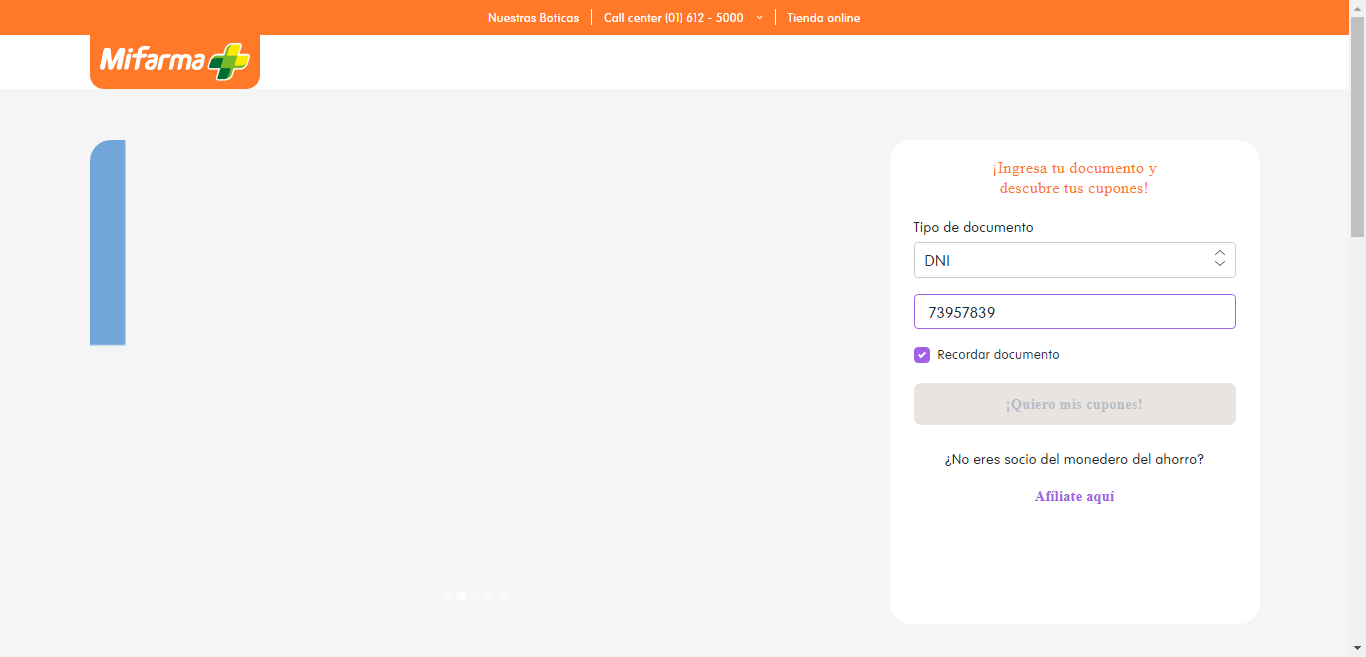 Nuestras Boticas
Call center (01) 612 - 5000
Tienda online
Mifarma
¡Ingresa tu documento y
descubre tus cupones!
Tipo de documento
DNI
73957839
Recordar documento
¡Quiero mis cupones!
¿No eres socio del monedero del ahorro?
Afíliate aquí